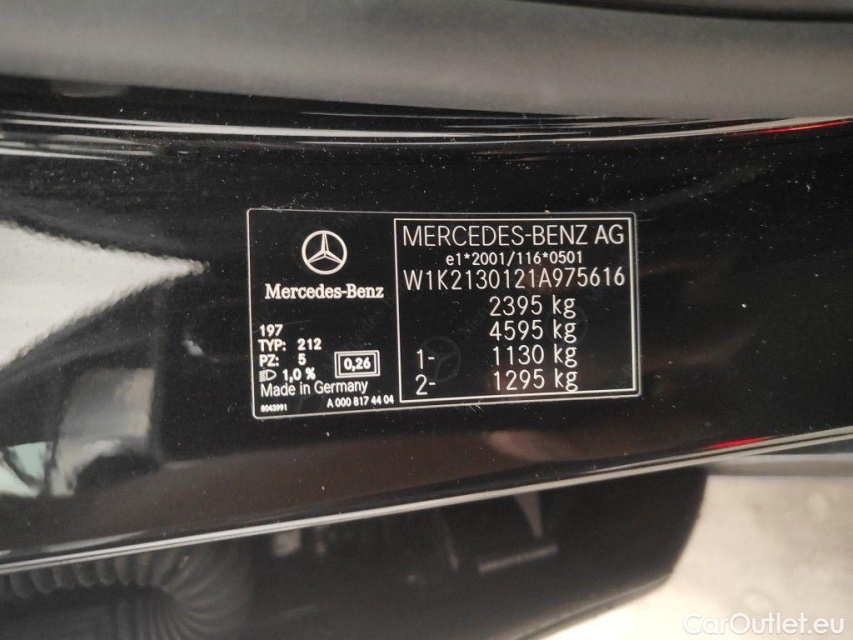 Mercedes-Benz
197
TYP: 212
PZ: 5
1,0 %
0,26
Made in Germany
8043991
A 000 817 44 04
MERCEDES-BENZ AG
e1*2001/116*0501
W1K2130121A975616
2395 kg
4595 kg
1- 1130 kg
2- 1295 kg
CarOutlet.eu